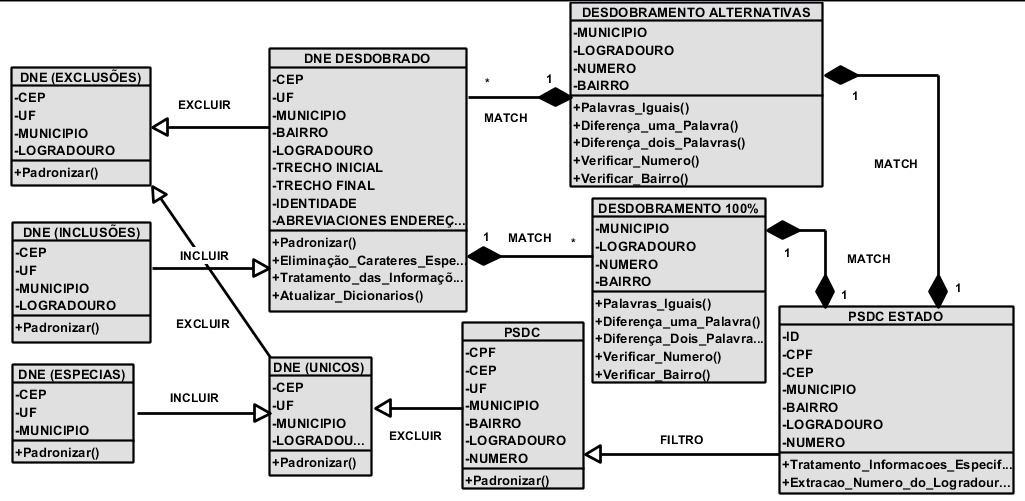 DESDOBRAMENTO ALTERNATIVAS
-MUNICIPIO
-LOGRADOURO
-NUMERO
-BAIRRO
+Palavras_Iguais()
+Diferença_uma_Palavra()
+Diferença_dois_Palavras()
+Verificar_Numero()
+Verificar_Bairro()
DNE DESDOBRADO
-CEP
-UF
-MUNICIPIO
-BAIRRO
-LOGRADOURO
-TRECHO INICIAL
-TRECHO FINAL
-IDENTIDADE
-ABREVIACIONES ENDEREÇ...
+Padronizar()
+Eliminação_Carateres_Espe...
+Tratamento_das_Informaçõ...
+Atualizar_Dicionarios()
DNE (EXCLUSÕES)
-CEP
-UF
-MUNICIPIO
-LOGRADOURO
+Padronizar()
EXCLUIR
*
1
MATCH
1
MATCH
DESDOBRAMENTO 100%
-MUNICIPIO
-LOGRADOURO
-NUMERO
-BAIRRO
+Palavras_Iguais()
+Diferença_uma_Palavra()
+Diferença_Dois_Palavra...
+Verificar_Numero()
+Verificar_Bairro()
DNE (INCLUSÕES)
-CEP
-UF
-MUNICIPIO
-LOGRADOURO
+Padronizar()
INCLUIR
1
MATCH
*
1
MATCH
1
1
EXCLUIR
PSDC ESTADO
-ID
-CPF
-CEP
-MUNICIPIO
-BAIRRO
-LOGRADOURO
-NUMERO
+Tratamento_Informacoes_Especif...
+Extracao_Numero_do_Logradour...
PSDC
-CPF
-CEP
-UF
-MUNICIPIO
-BAIRRO
-LOGRADOURO
-NUMERO
+Padronizar()
DNE (UNICOS)
-CEP
-UF
-MUNICIPIO
-LOGRADOU...
+Padronizar()
DNE (ESPECIAS)
-CEP
-UF
-MUNICIPIO
+Padronizar()
INCLUIR
EXCLUIR
FILTRO